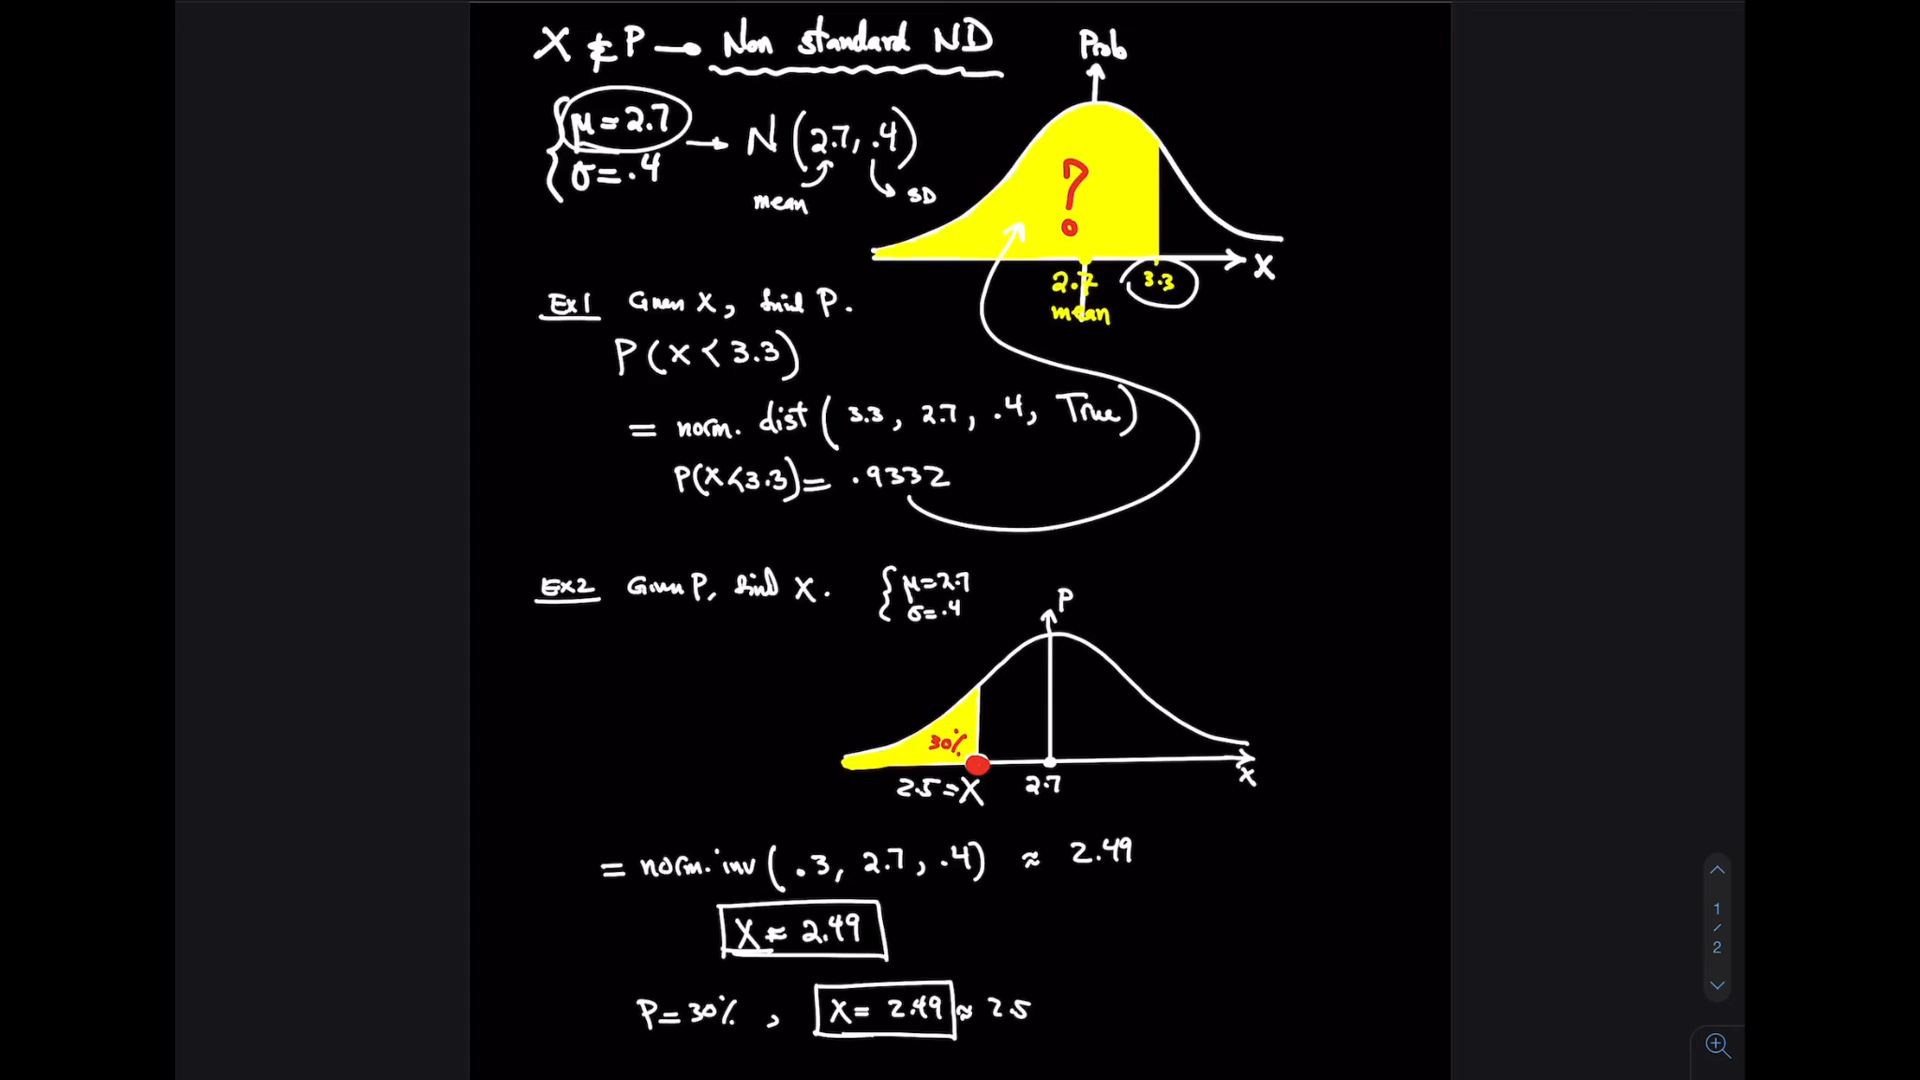 X & P → Non standard ND
μ = 2.7
σ = .4
→ N (2.7, .4)
mean
SD
Prob
?
2.7
mean
3.3
X
Ex1 Given X, find P.
P(X < 3.3)
= norm. dist ( 3.3, 2.7, .4, True)
P(X<3.3) = .9332
Ex2 Given P, find X.
μ = 2.7
σ = .4
P
30%
2.5 = X
2.7
X
= norm. inv ( .3, 2.7, .4) ≈ 2.49
X ≈ 2.49
P = 30% , X = 2.49 ≈ 2.5
1
/
2